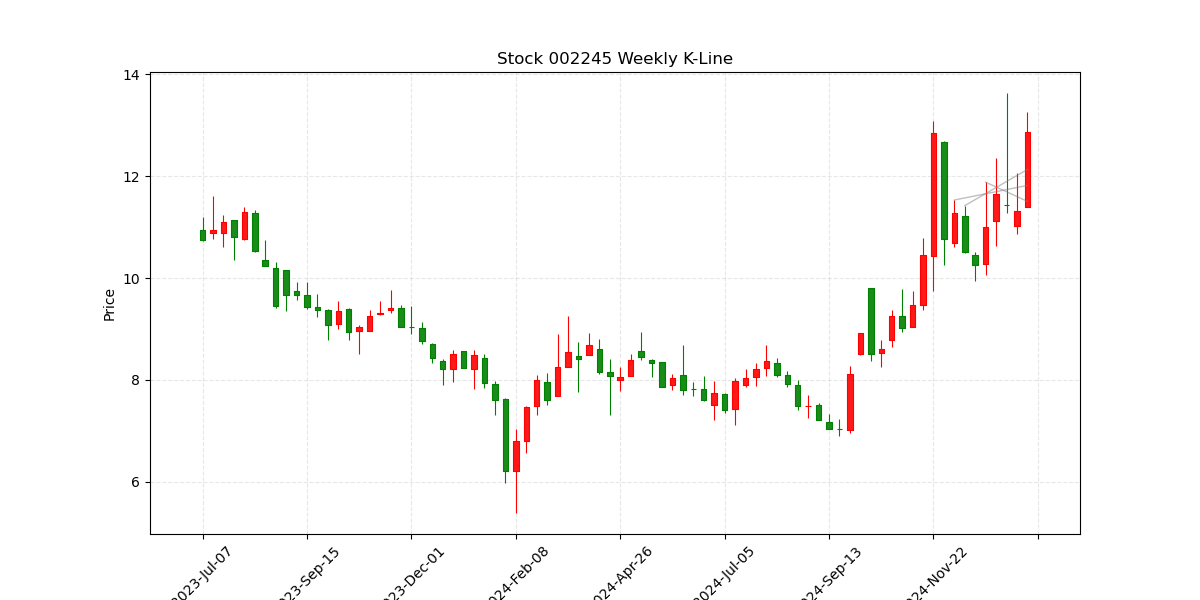 Stock 002245 Weekly K-Line
Price
14
12
10
8
6
2023-Jul-07
2023-Sep-15
2023-Dec-01
2024-Feb-08
2024-Apr-26
2024-Jul-05
2024-Sep-13
2024-Nov-22